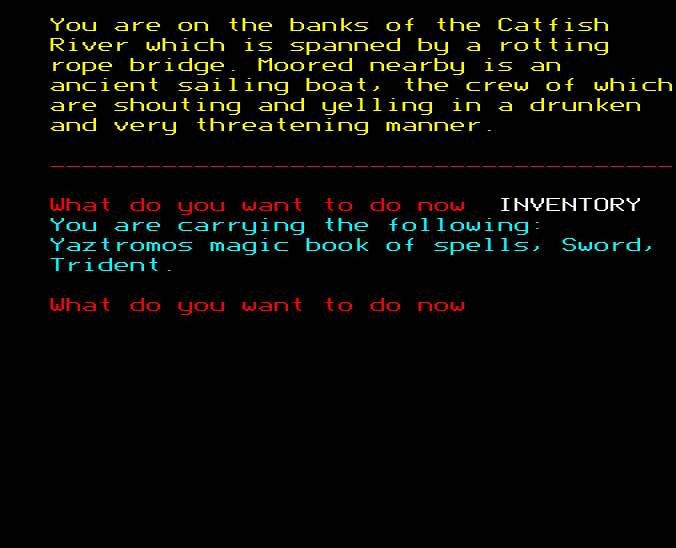 You are on the banks of the Catfish
River which is spanned by a rotting
rope bridge. Moored nearby is an
ancient sailing boat, the crew of which
are shouting and yelling in a drunken
and very threatening manner.
---------------------------------------
What do you want to do now  INVENTORY
You are carrying the following:
Yaztromos magic book of spells, Sword,
Trident.
What do you want to do now